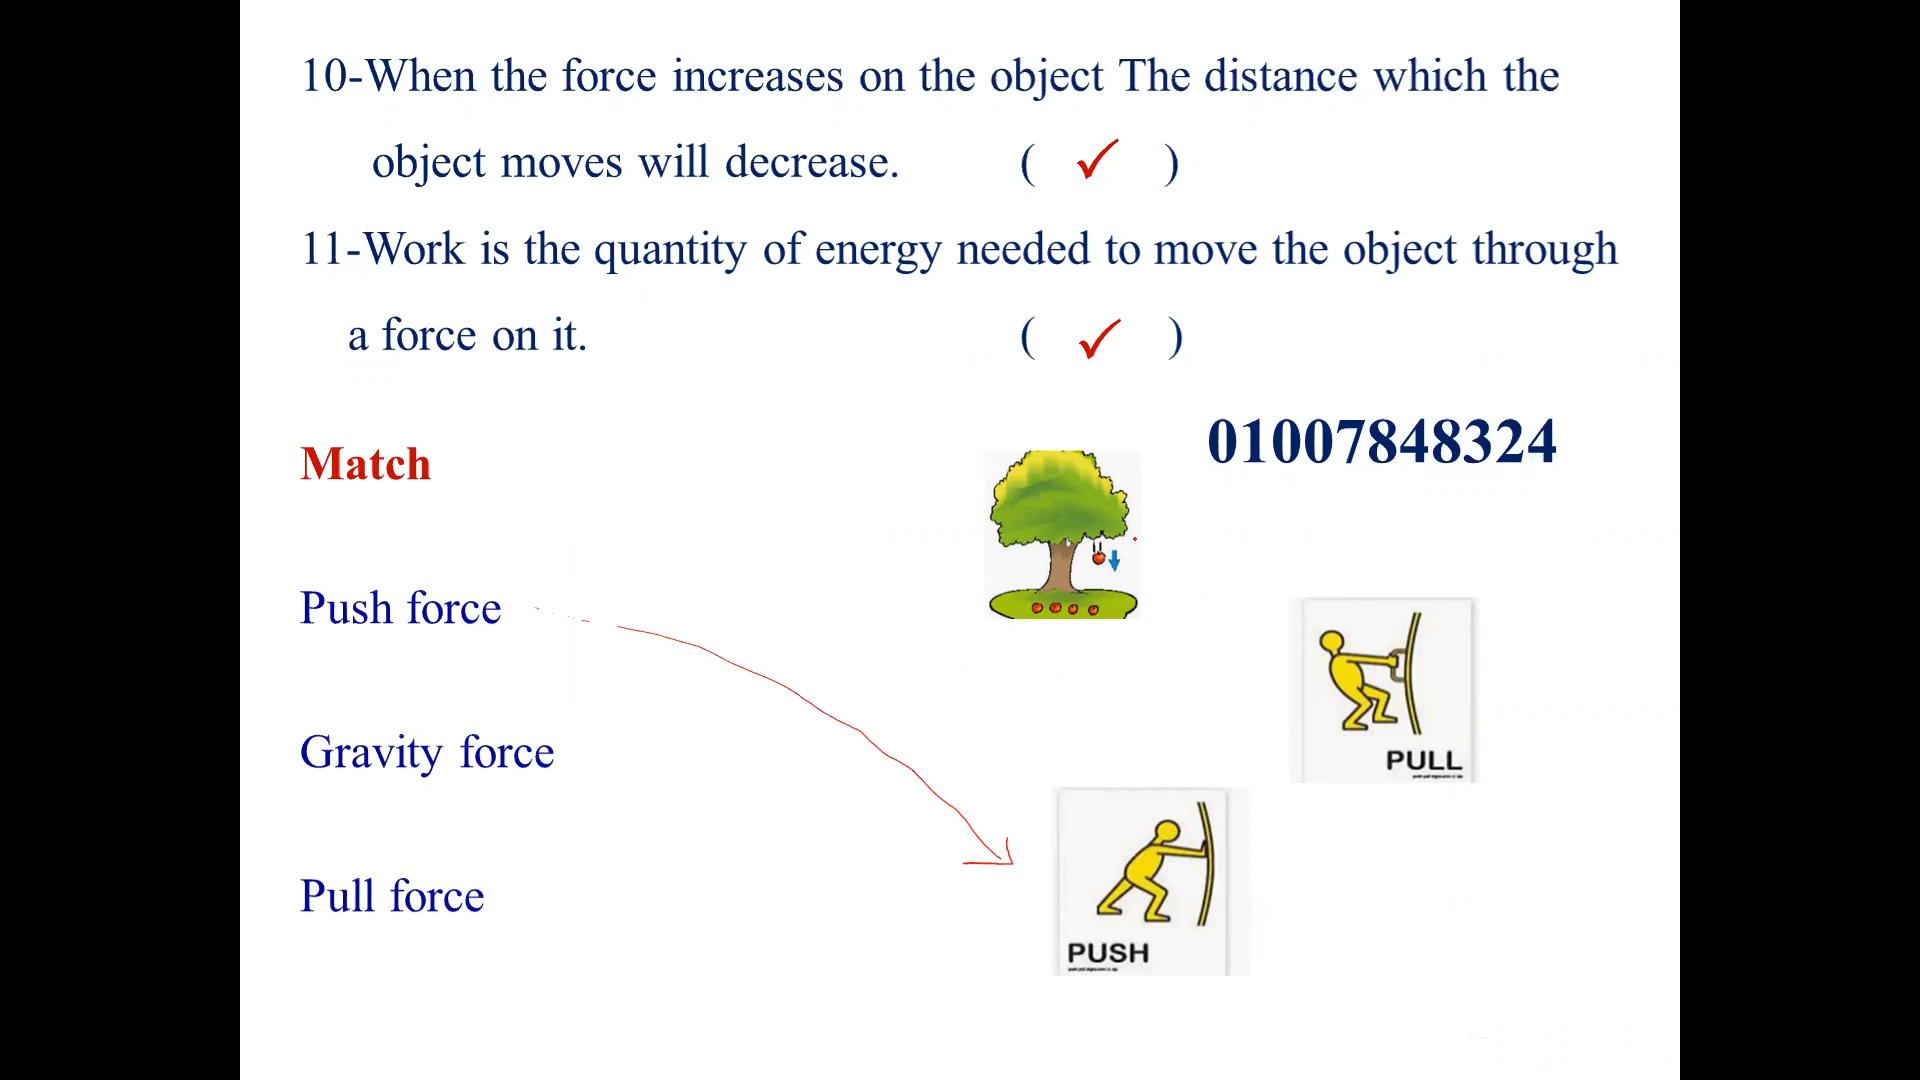 10-When the force increases on the object The distance which the
object moves will decrease. ( ✓ )
11-Work is the quantity of energy needed to move the object through
a force on it. ( ✓ )
01007848324
Match
Push force
Gravity force
PULL
Pull force
PUSH